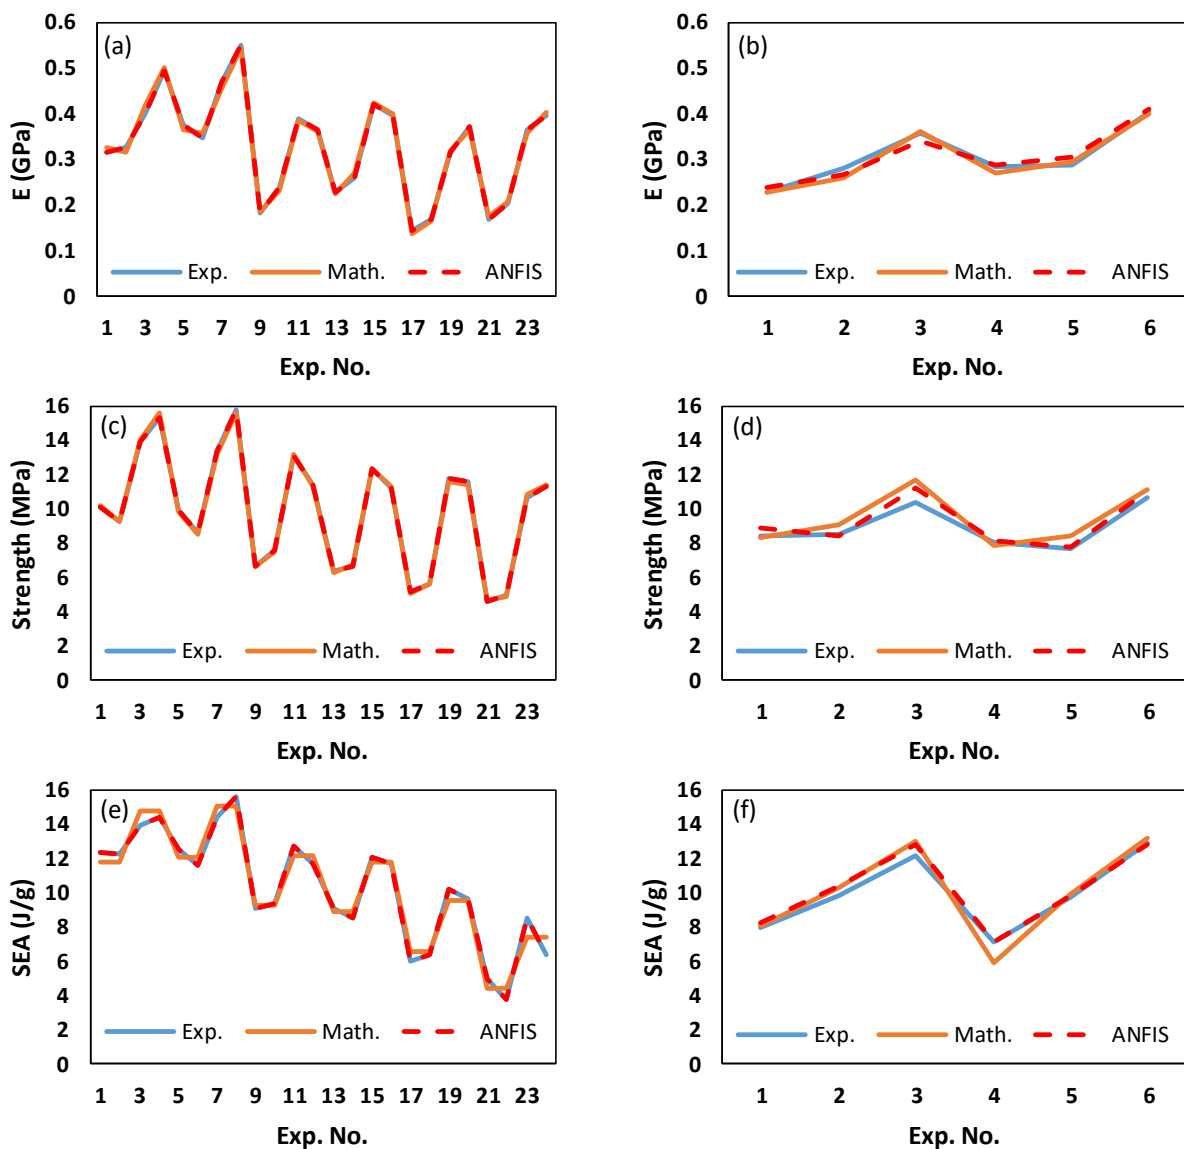 (a)
0.6
0.5
0.4
0.3
0.2
0.1
0
E (GPa)
Exp. Math. ANFIS
1 3 5 7 9 11 13 15 17 19 21 23
Exp. No.
(b)
0.6
0.5
0.4
0.3
0.2
0.1
0
E (GPa)
Exp. Math. ANFIS
1 2 3 4 5 6
Exp. No.
(c)
16
14
12
10
8
6
4
2
0
Strength (MPa)
Exp. Math. ANFIS
1 3 5 7 9 11 13 15 17 19 21 23
Exp. No.
(d)
16
14
12
10
8
6
4
2
0
Strength (MPa)
Exp. Math. ANFIS
1 2 3 4 5 6
Exp. No.
(e)
16
14
12
10
8
6
4
2
0
SEA (J/g)
Exp. Math. ANFIS
1 3 5 7 9 11 13 15 17 19 21 23
Exp. No.
(f)
16
14
12
10
8
6
4
2
0
SEA (J/g)
Exp. Math. ANFIS
1 2 3 4 5 6
Exp. No.